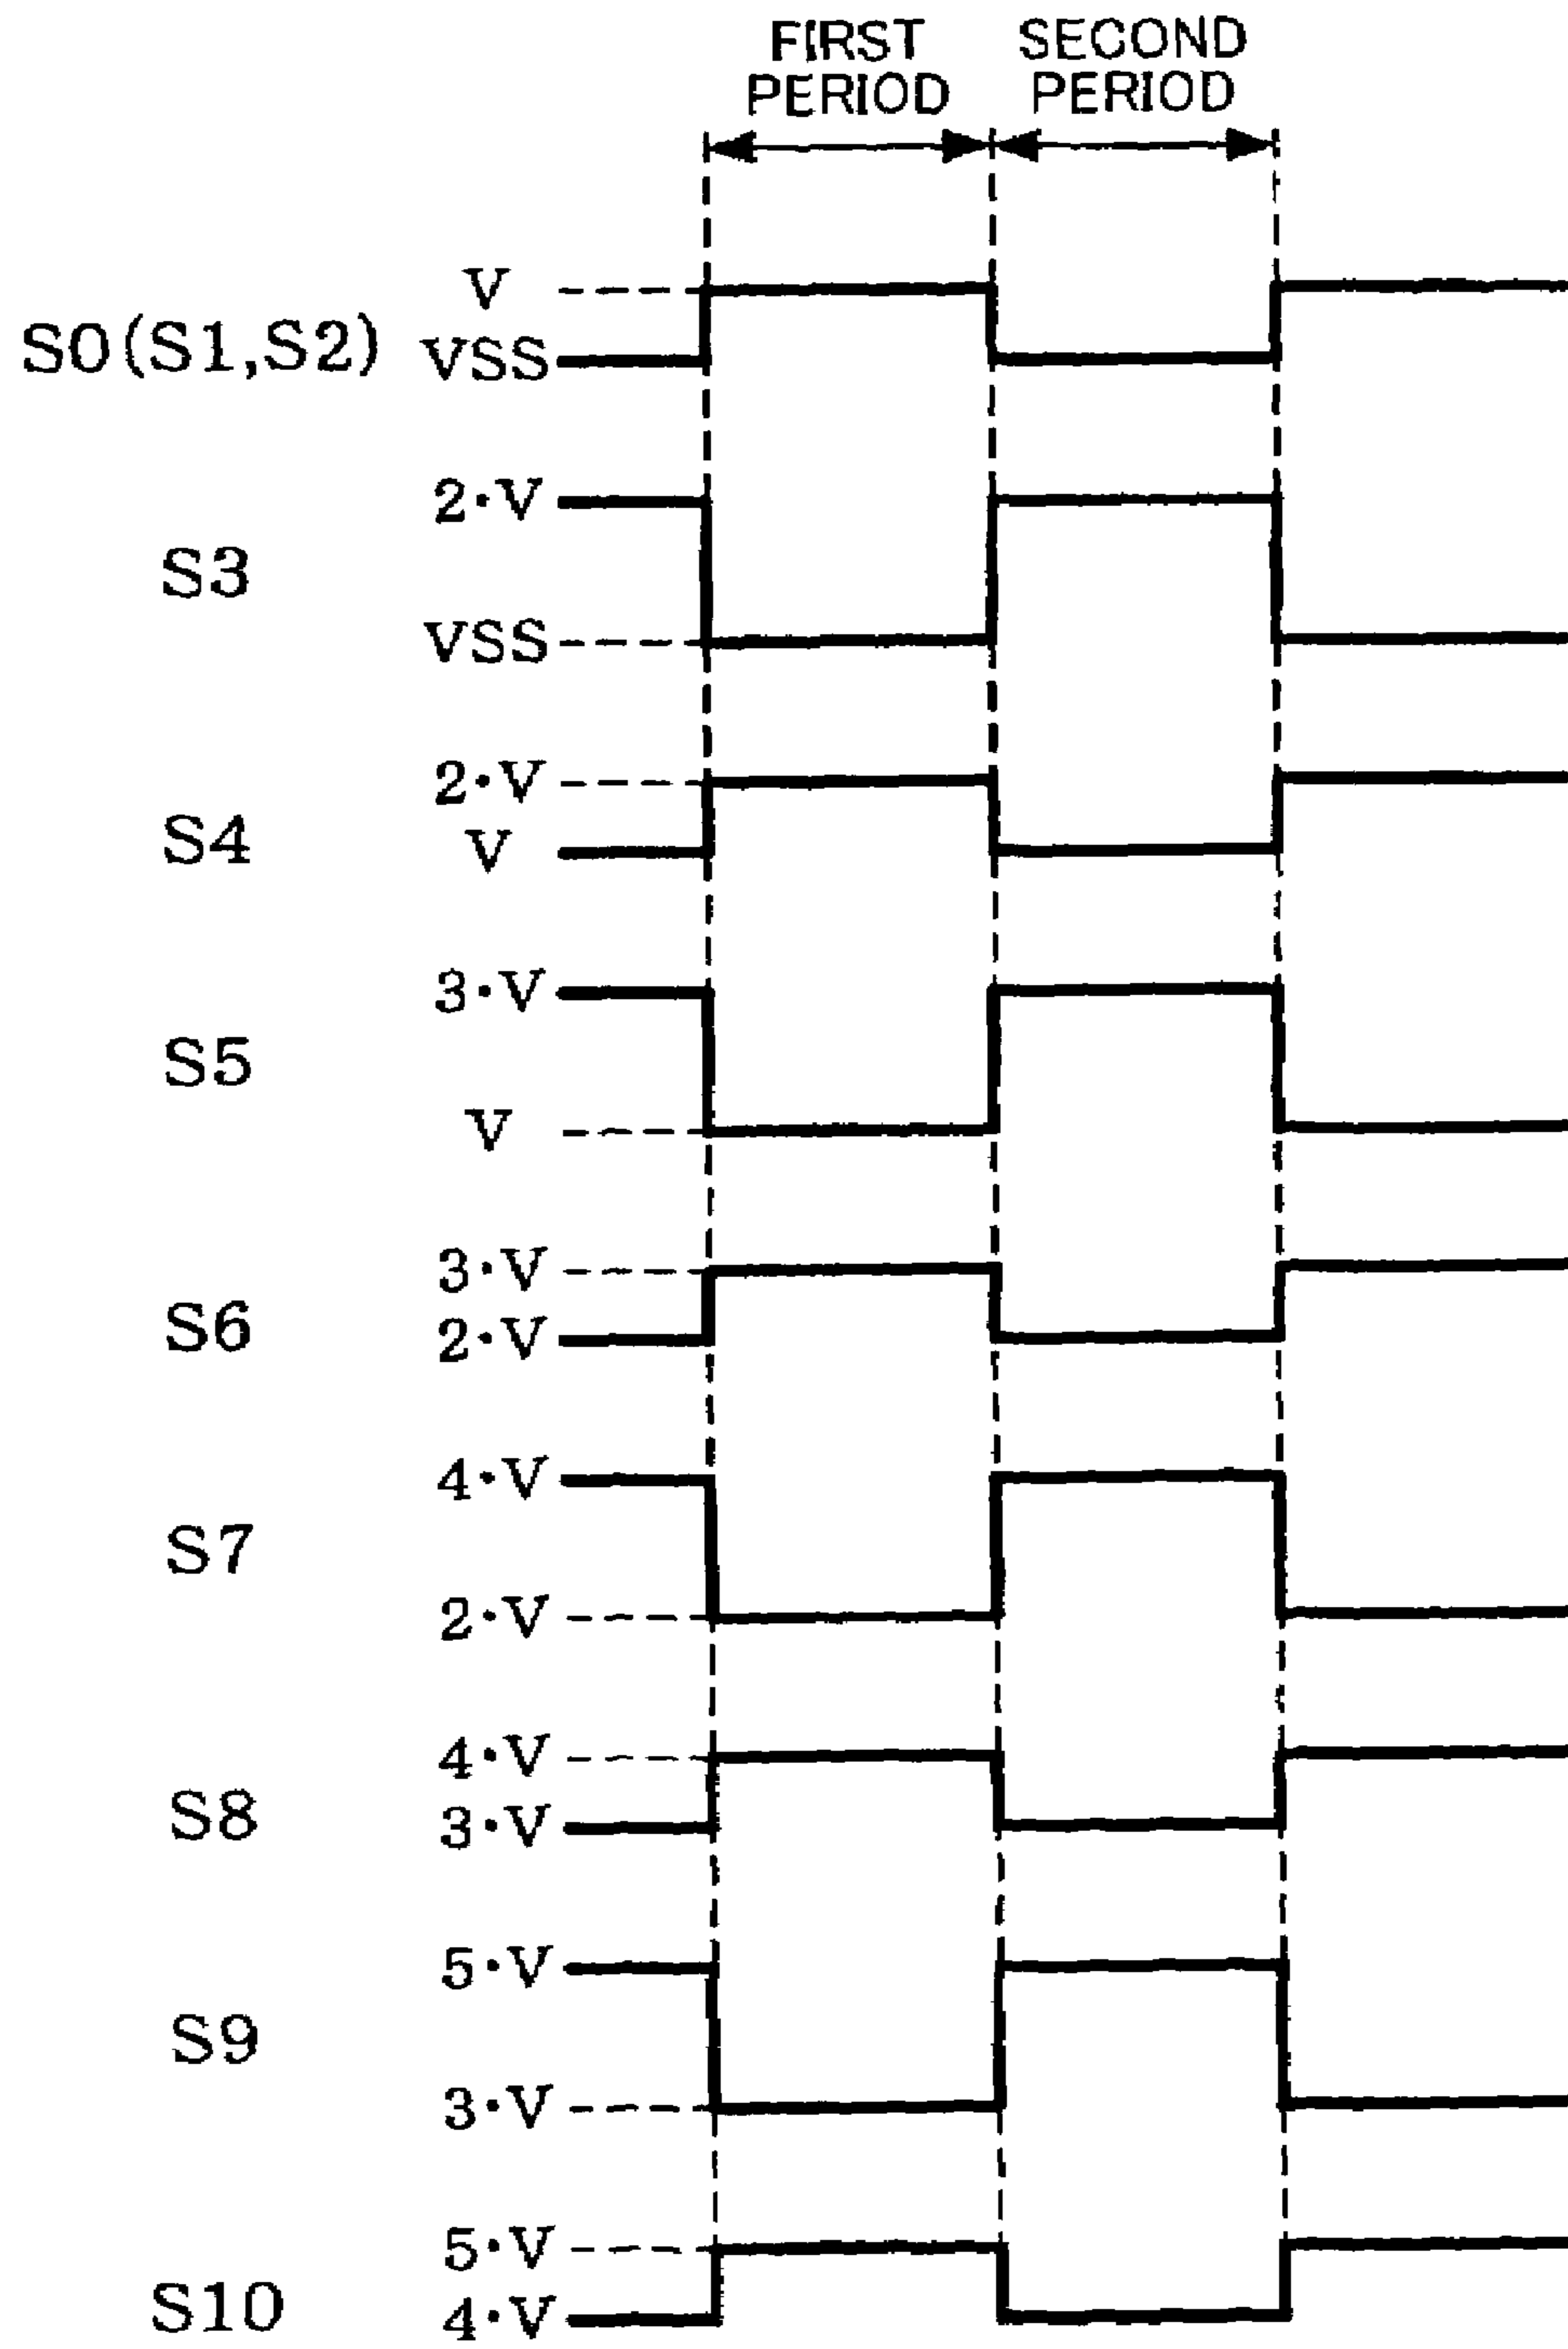 FIRST PERIOD
SECOND PERIOD
V
S0(S1,S2) VSS
2·V
S3
VSS
2·V
S4
V
3·V
S5
V
3·V
S6
2·V
4·V
S7
2·V
4·V
S8
3·V
5·V
S9
3·V
5·V
S10
4·V